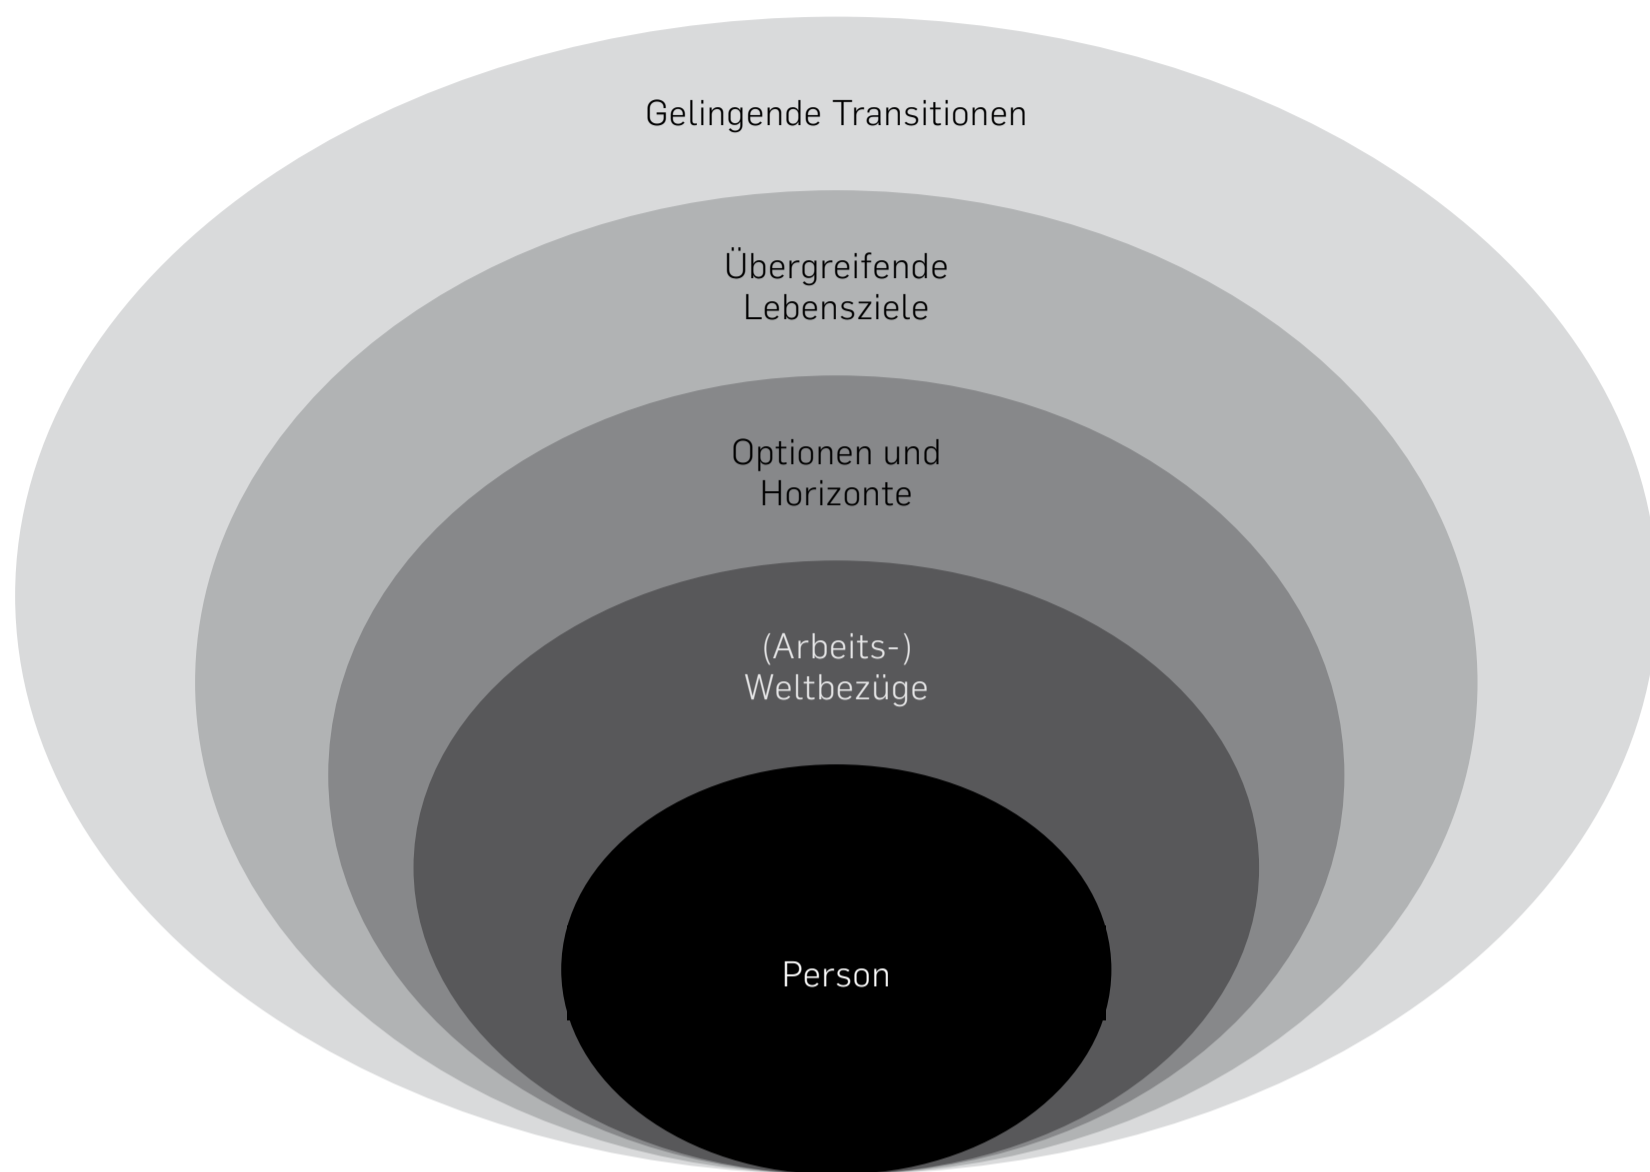 Gelingende Transitionen
Übergreifende
Lebensziele
Optionen und
Horizonte
(Arbeits-)
Weltbezüge
Person